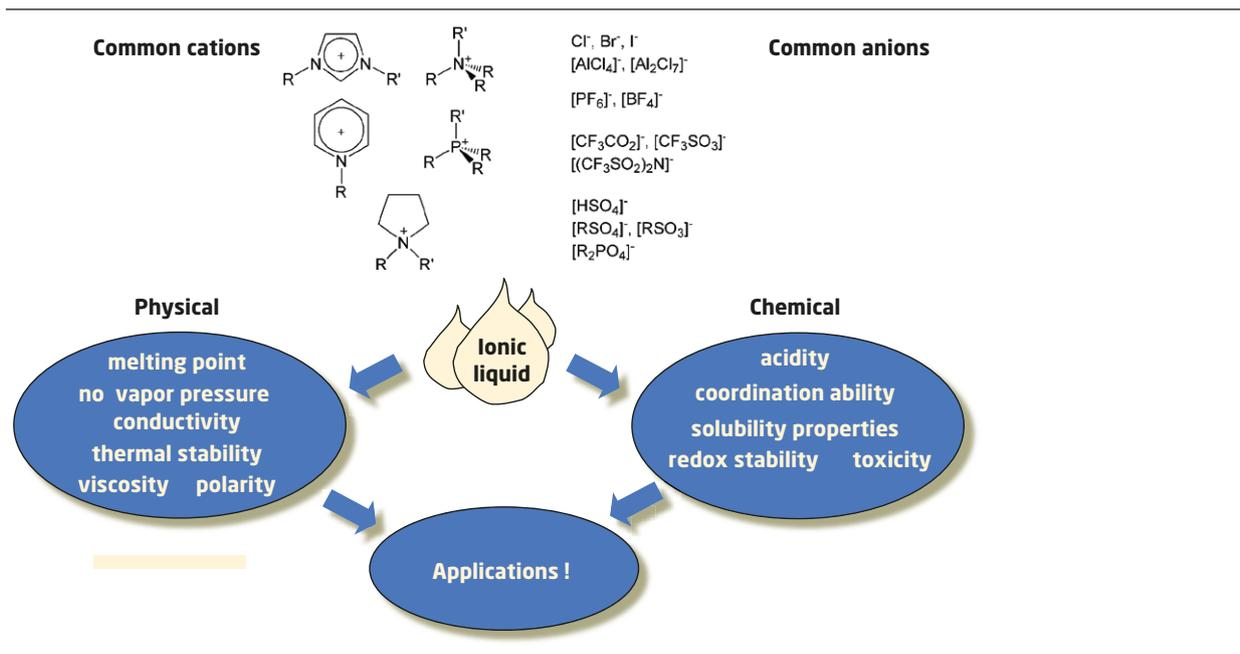 Common cations
Common anions
R N + N R'
R' N+ R R R
+ N R
R' P+ R R R
N+ R R'
Cl-, Br-, I-
[AlCl4]-, [Al2Cl7]-
[PF6]-, [BF4]-
[CF3CO2]-, [CF3SO3]-
[(CF3SO2)2N]-
[HSO4]-
[RSO4]-, [RSO3]-
[R2PO4]-
Physical
melting point
no vapor pressure
conductivity
thermal stability
viscosity polarity
Ionic
liquid
Chemical
acidity
coordination ability
solubility properties
redox stability toxicity
Applications !